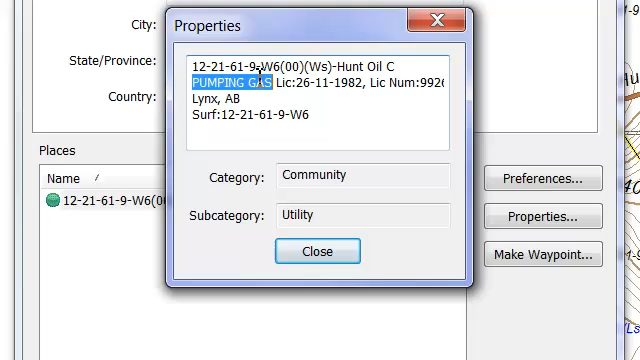 City:
State/Province:
Country:
Places
Name
12-21-61-9-W6(00
Properties
12-21-61-9-W6(00)(Ws)-Hunt Oil C
PUMPING GAS Lic:26-11-1982, Lic Num:9926
Lynx, AB
Surf:12-21-61-9-W6
Category:
Community
Subcategory:
Utility
Close
Preferences...
Properties...
Make Waypoint...